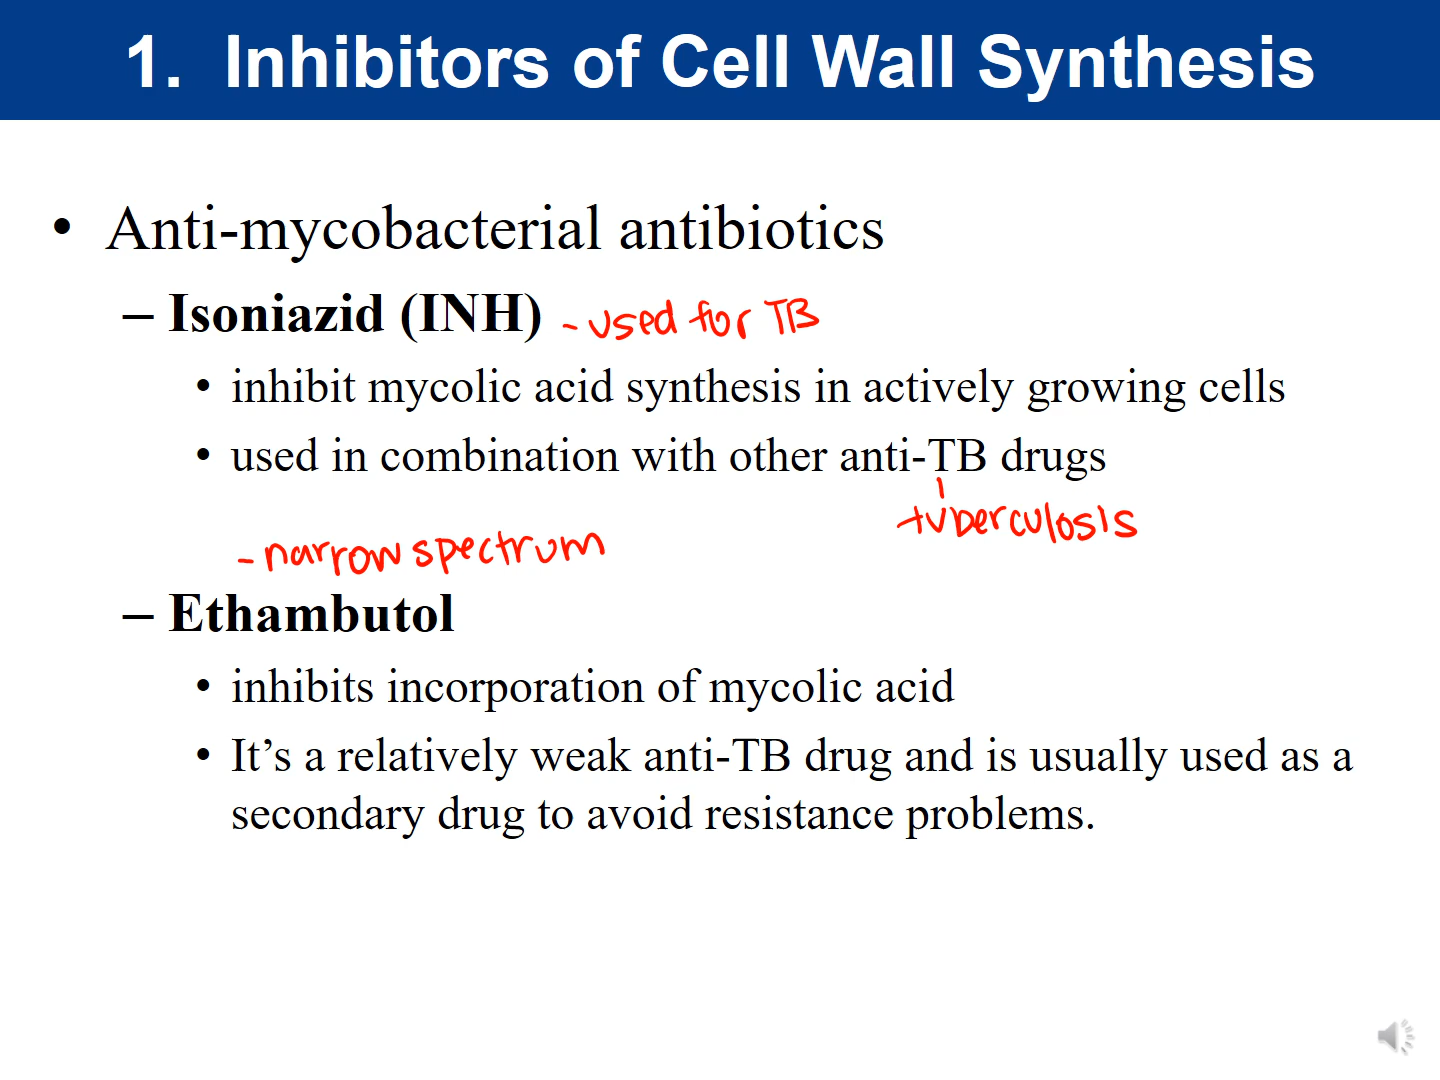 1. Inhibitors of Cell Wall Synthesis
• Anti-mycobacterial antibiotics
– Isoniazid (INH) - used for TB
• inhibit mycolic acid synthesis in actively growing cells
• used in combination with other anti-TB drugs
tuberculosis
- narrow spectrum
– Ethambutol
• inhibits incorporation of mycolic acid
• It’s a relatively weak anti-TB drug and is usually used as a
secondary drug to avoid resistance problems.